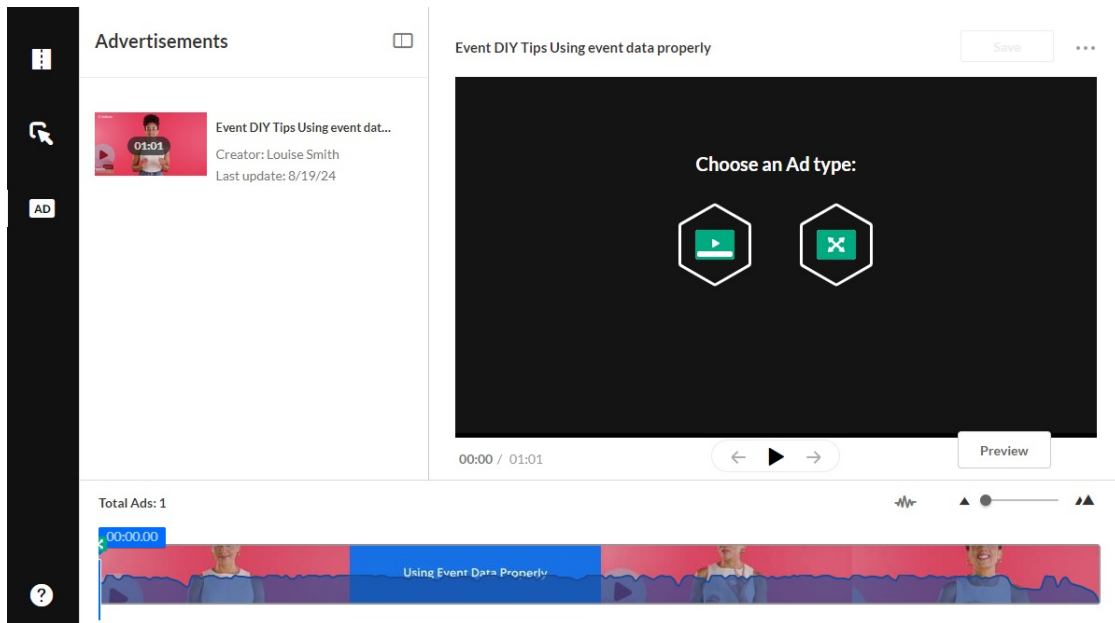 Advertisements
Event DIY Tips Using event data properly
Save
01:01
Event DIY Tips Using event dat...
Creator: Louise Smith
Last update: 8/19/24
AD
Choose an Ad type:
00:00 / 01:01
Preview
Total Ads: 1
00:00.00
Using Event Data Properly
?